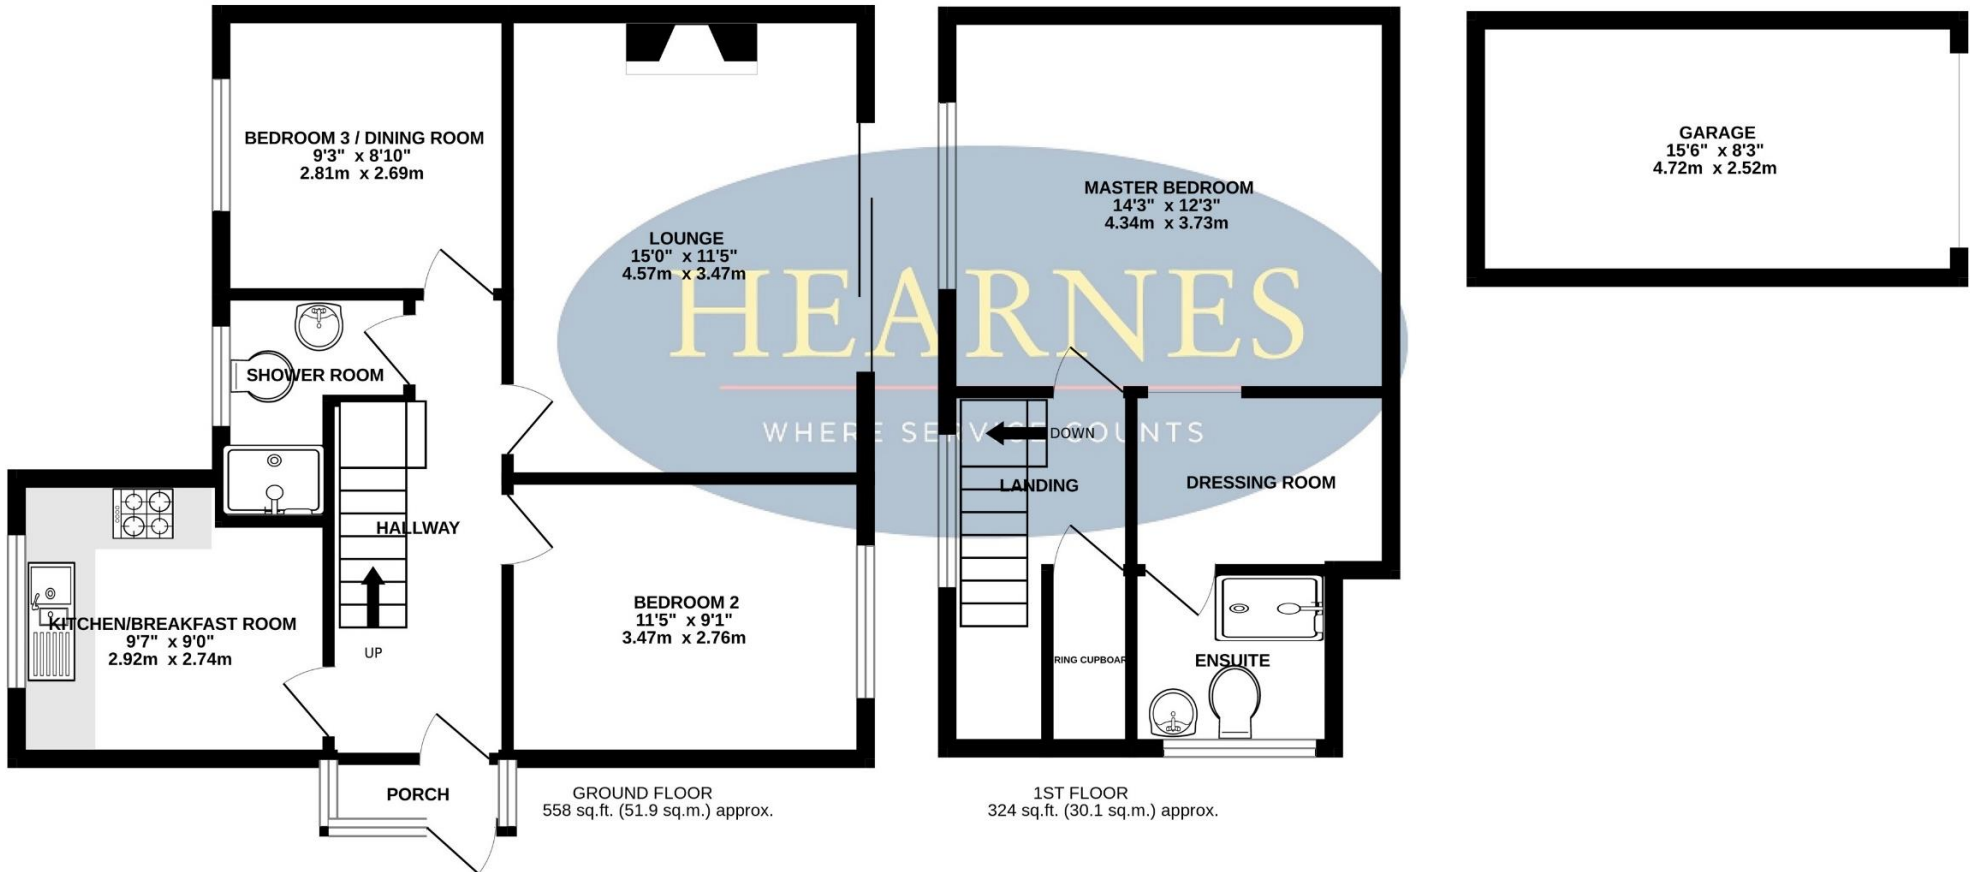 BEDROOM 3 / DINING ROOM
9'3" x 8'10"
2.81m x 2.69m
LOUNGE
15'0" x 11'5"
4.57m x 3.47m
SHOWER ROOM
HALLWAY
KITCHEN/BREAKFAST ROOM
9'7" x 9'0"
2.92m x 2.74m
UP
BEDROOM 2
11'5" x 9'1"
3.47m x 2.76m
PORCH
GROUND FLOOR
558 sq.ft. (51.9 sq.m.) approx.
MASTER BEDROOM
14'3" x 12'3"
4.34m x 3.73m
HEARNES
WHERE SERVICE COUNTS
DOWN
LANDING
DRESSING ROOM
RING CUPBOAR
ENSUITE
1ST FLOOR
324 sq.ft. (30.1 sq.m.) approx.
GARAGE
15'6" x 8'3"
4.72m x 2.52m